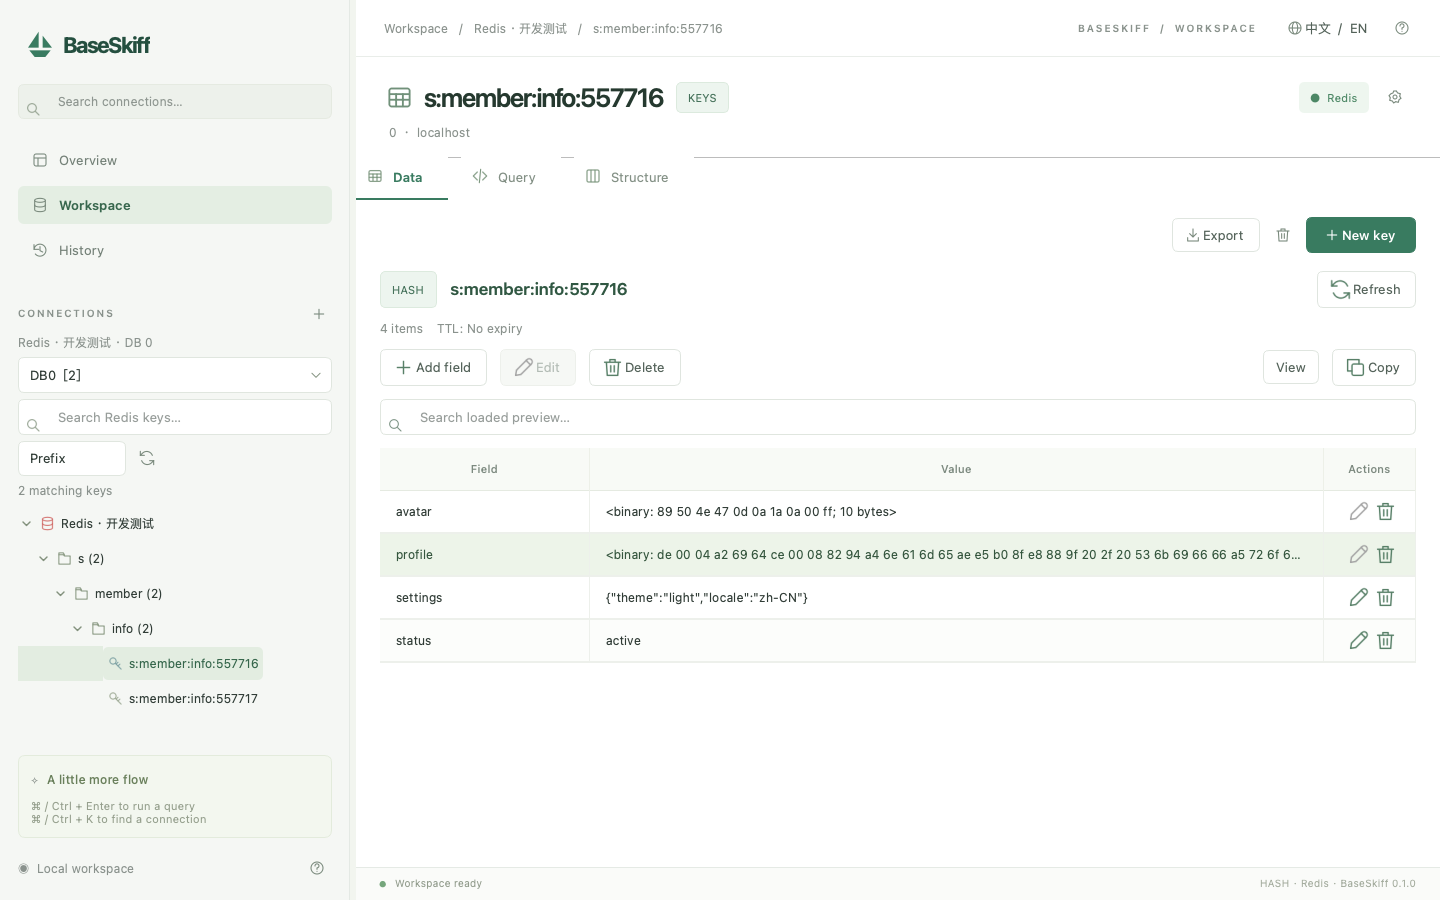 BaseSkiff
Search connections...
Overview
Workspace
History
CONNECTIONS
Redis · 开发测试 · DB 0
DB0 [2]
Search Redis keys...
Prefix
2 matching keys
Redis · 开发测试
s (2)
member (2)
info (2)
s:member:info:557716
s:member:info:557717
A little more flow
⌘ / Ctrl + Enter to run a query
⌘ / Ctrl + K to find a connection
Local workspace
Workspace / Redis · 开发测试 / s:member:info:557716
BASESKIFF / WORKSPACE
中文 / EN
s:member:info:557716 KEYS
Redis
0 · localhost
Data Query Structure
Export
+ New key
HASH s:member:info:557716
Refresh
4 items TTL: No expiry
Add field Edit Delete
View Copy
Search loaded preview...
Field Value Actions
avatar <binary: 89 50 4e 47 0d 0a 1a 0a 00 ff; 10 bytes>
profile <binary: de 00 04 a2 69 64 ce 00 08 82 94 a4 6e 61 6d 65 ae e5 b0 8f e8 88 9f 20 2f 20 53 6b 69 66 66 a5 72 6f 6...
settings {"theme":"light","locale":"zh-CN"}
status active
Workspace ready
HASH · Redis · BaseSkiff 0.1.0